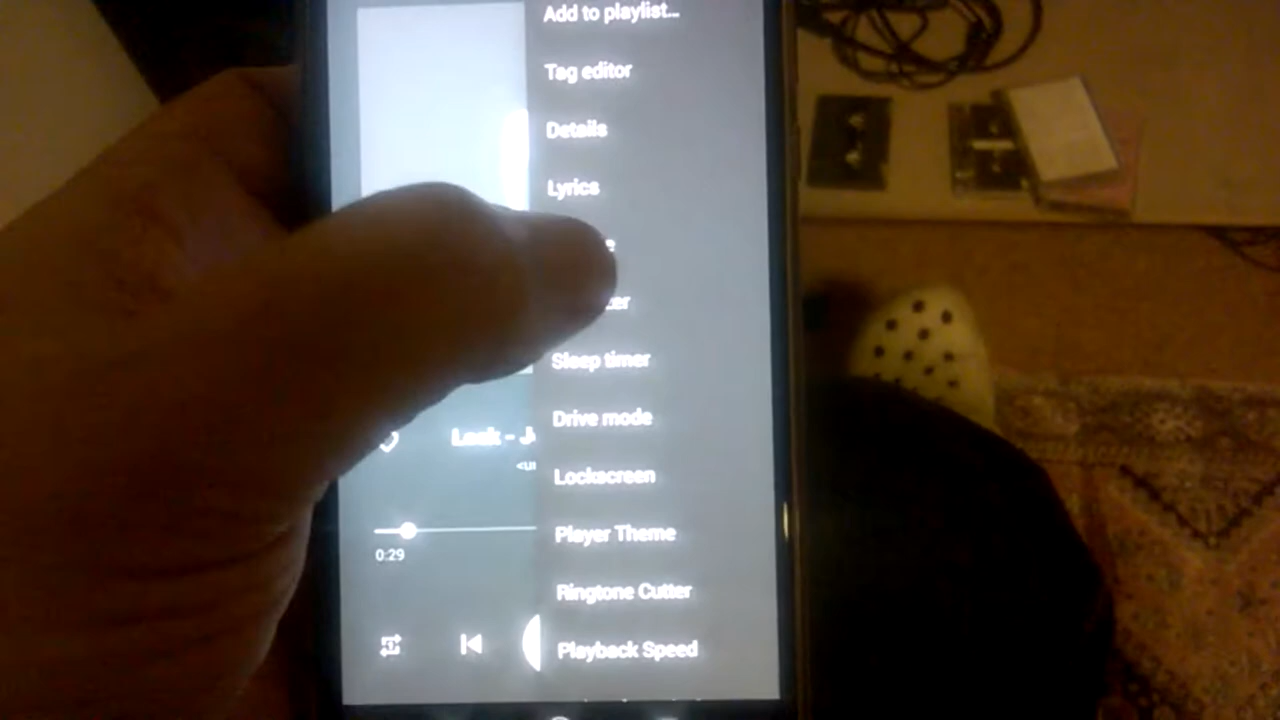 Add to playlist...
Tag editor
Details
Lyrics
Sleep timer
Drive mode
Look - J
Lockscreen
Player Theme
0:29
Ringtone Cutter
Playback Speed